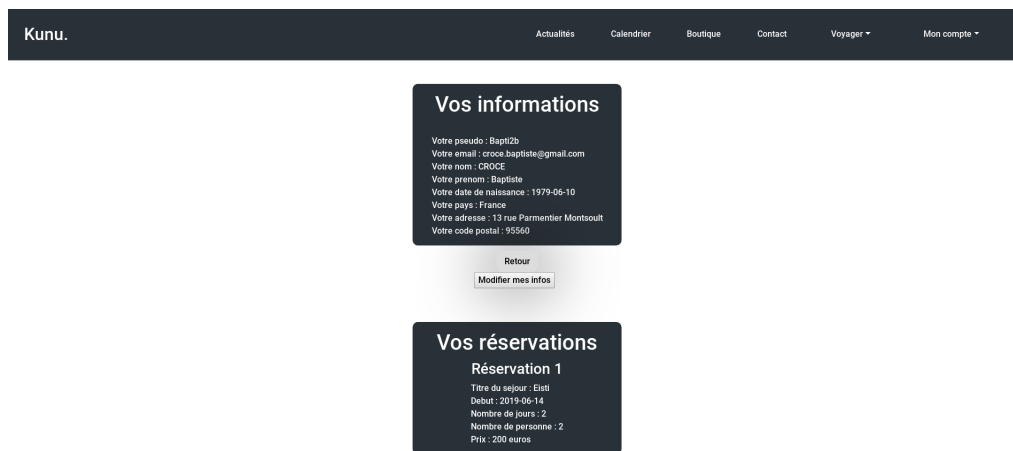 Kunu.
Actualités Calendrier Boutique Contact Voyager Mon compte
Vos informations
Votre pseudo : Bapti2b
Votre email : croce.baptiste@gmail.com
Votre nom : CROCE
Votre prenom : Baptiste
Votre date de naissance : 1979-06-10
Votre pays : France
Votre adresse : 13 rue Parmentier Montsoult
Votre code postal : 95560
Retour
Modifier mes infos
Vos réservations
Réservation 1
Titre du sejour : Eisti
Debut : 2019-06-14
Nombre de jours : 2
Nombre de personne : 2
Prix : 200 euros